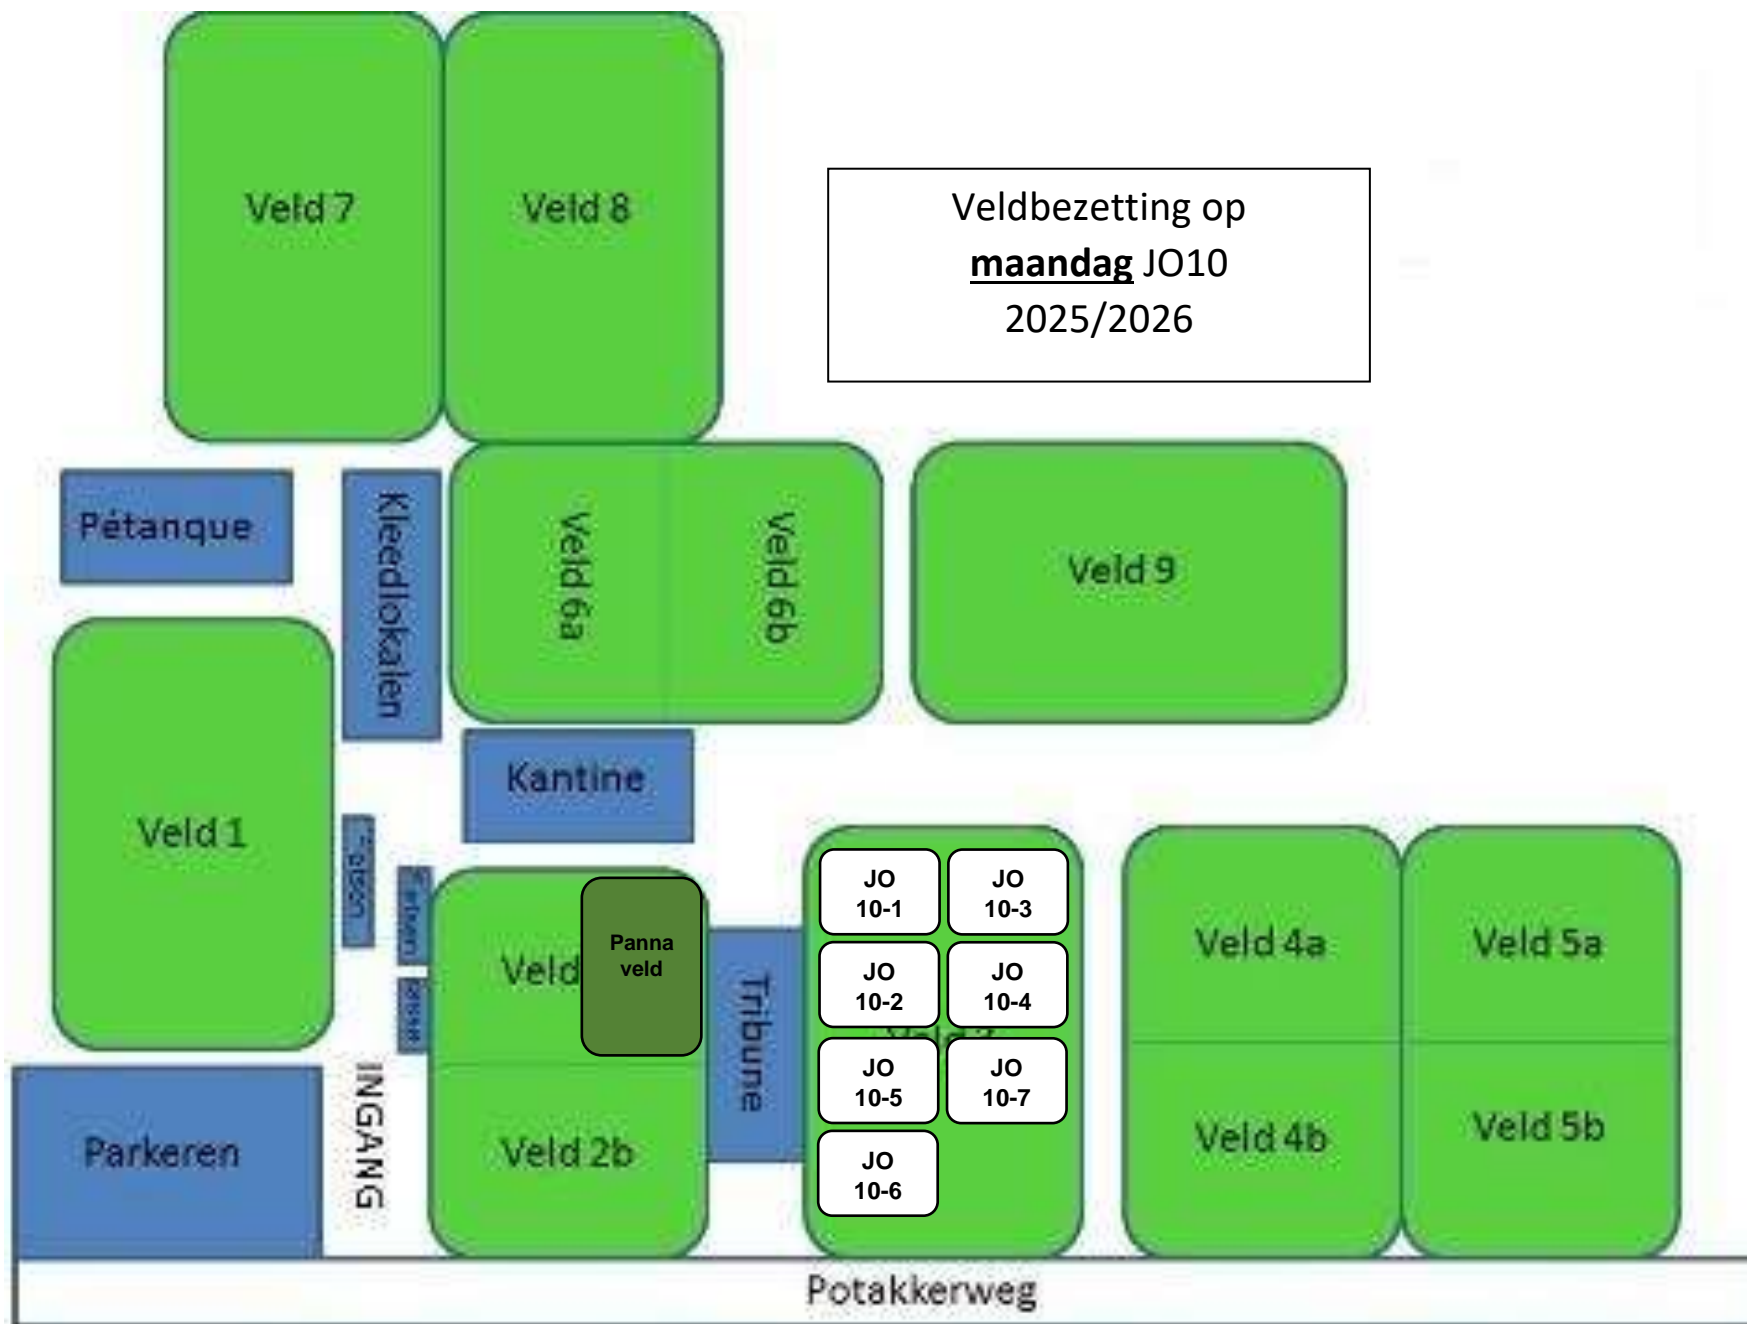 Veld 7
Veld 8
Veldbezetting op
maandag JO10
2025/2026
Pétanque
Kleedlokalen
Veld 6a
Veld 6b
Veld 9
Kantine
Veld 1
Veld
Panna
veld
Veld 2b
Tribune
JO
10-1
JO
10-3
JO
10-2
JO
10-4
JO
10-5
JO
10-7
JO
10-6
Veld 4a
Veld 5a
Veld 4b
Veld 5b
Parkeren
INGANG
Potakkerweg